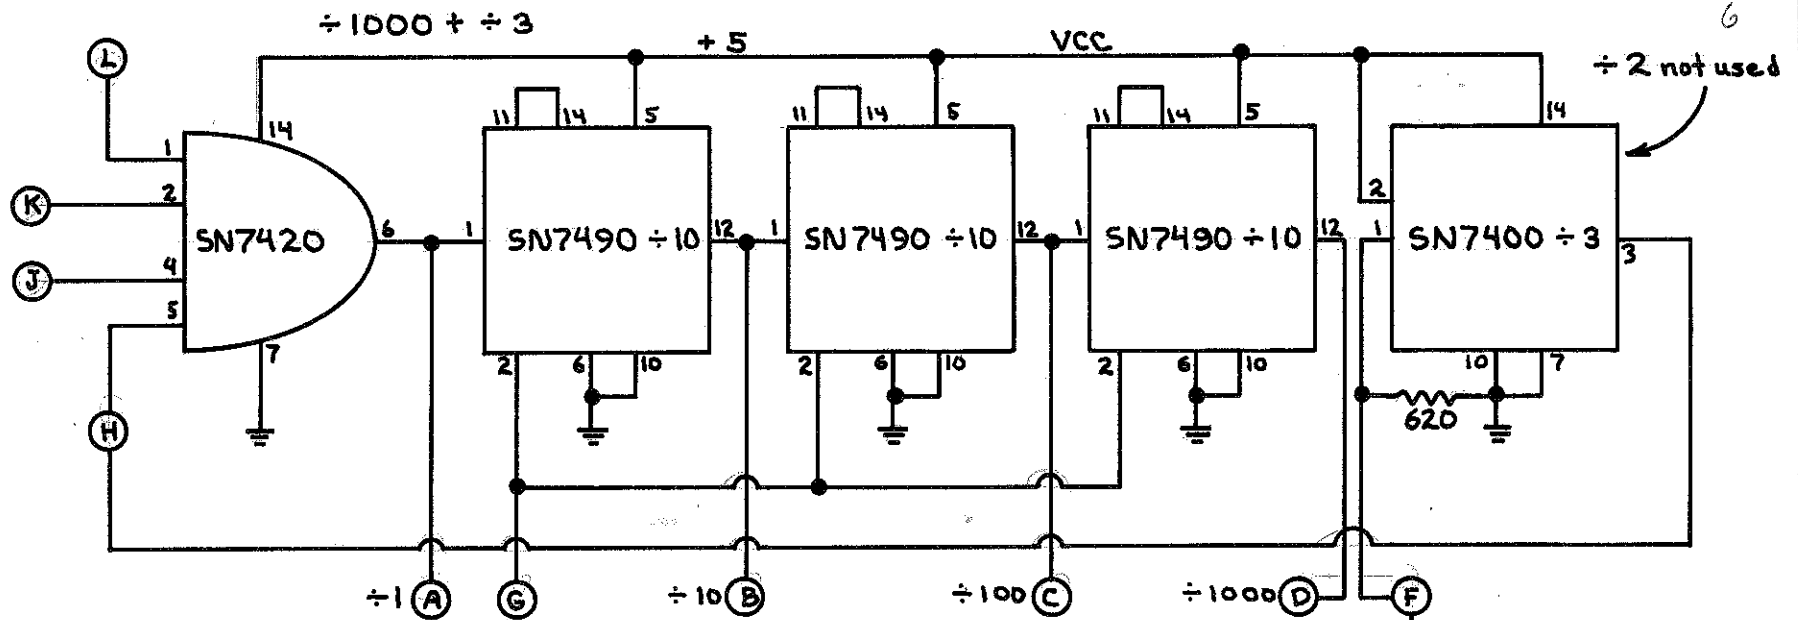 ÷1000 + ÷3
6
+5
VCC
÷2 not used
L
K
J
H
1
2
4
5
14
7
6
SN7420
11
14
5
1
SN7490 ÷10
12
2
6
10
11
14
5
1
SN7490 ÷10
12
2
6
10
11
14
5
1
SN7490 ÷10
12
2
6
10
14
2
1
SN7400 ÷3
3
10
7
620
÷1 A
G
÷10 B
÷100 C
÷1000 D
F